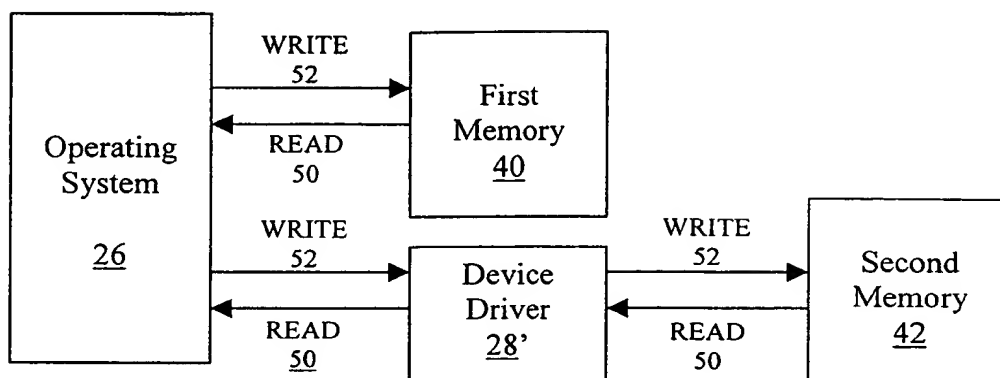 Operating
System
26
WRITE
52
READ
50
First
Memory
40
WRITE
52
READ
50
Device
Driver
28’
WRITE
52
READ
50
Second
Memory
42